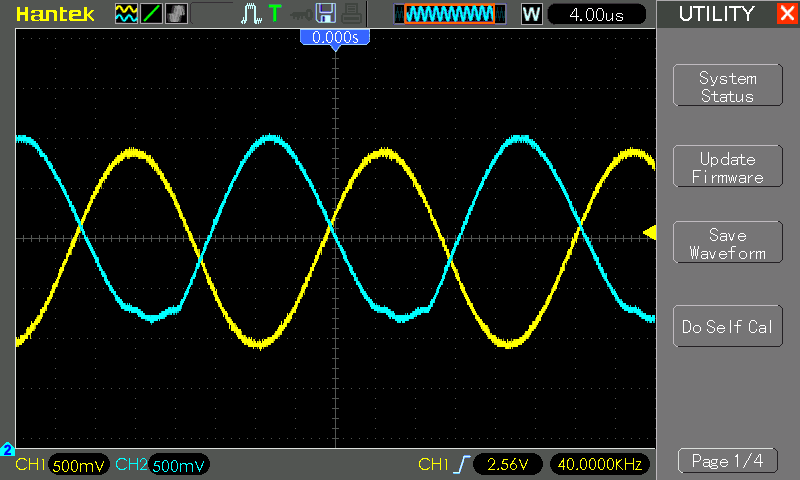 Hantek
T
W
4.00us
UTILITY
0.000s
System
Status
Update
Firmware
Save
Waveform
Do Self Cal
2
CH1 500mV CH2 500mV CH1 2.56V 40.0000KHz
Page 1/4